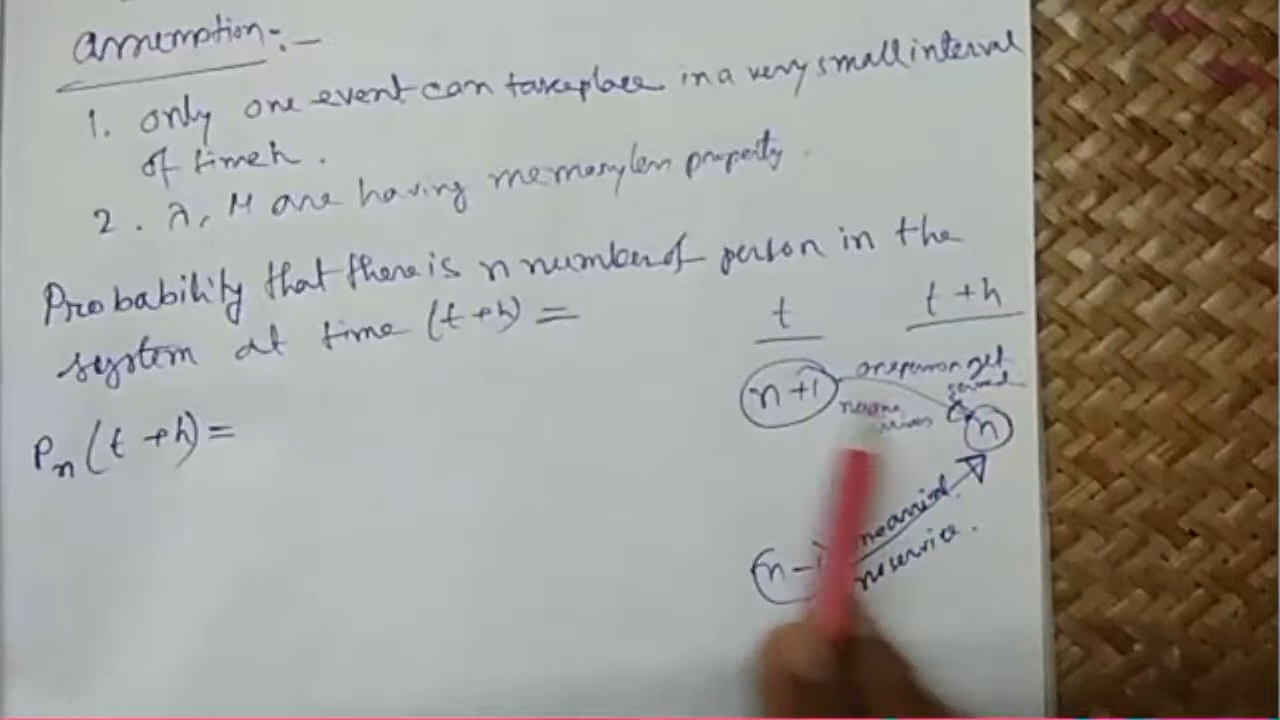 assumption:-
1. only one event can takeplace in a very small interval
of time h.
2. λ, μ are having memoryless property.
Probability that there is n number of person in the
system at time (t+h) =
Pn(t+h) =
t
t+h
n+1
one person get
served
no one
arrives
n
one arrival
no service.
n-1